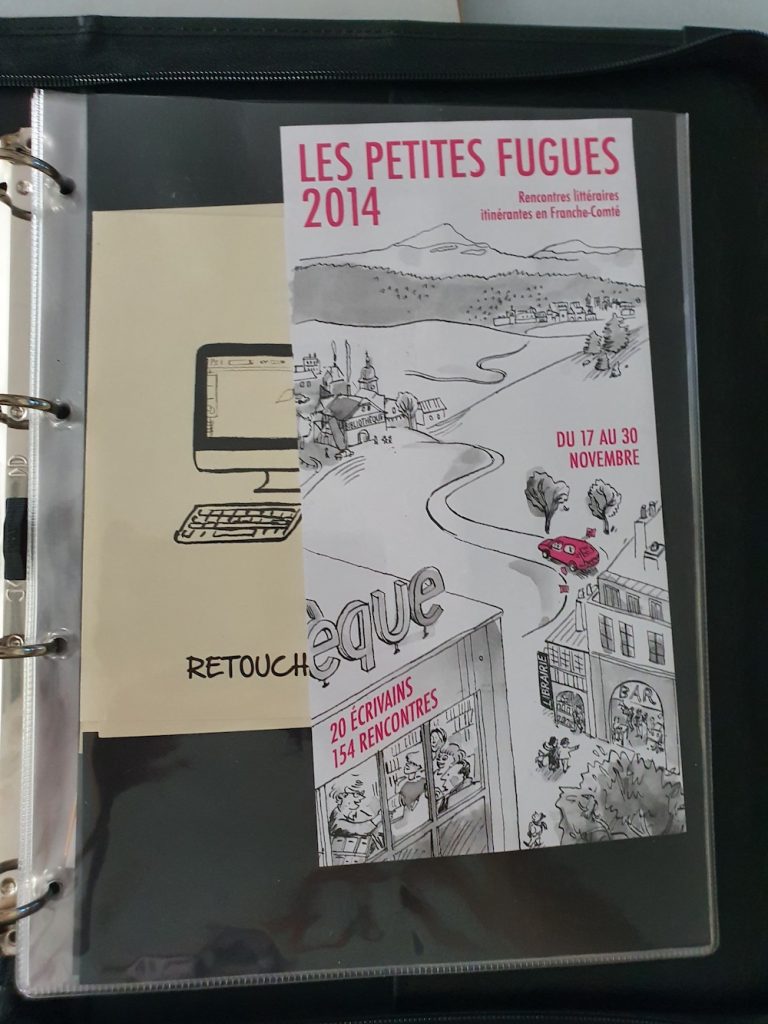 LES PETITES FUGUES
2014
Rencontres littéraires
itinérantes en Franche-Comté
BIBLIOTHÈQUE
DU 17 AU 30
NOVEMBRE
èque
RETOUCH
20 ÉCRIVAINS
154 RENCONTRES
LIBRAIRIE
BAR